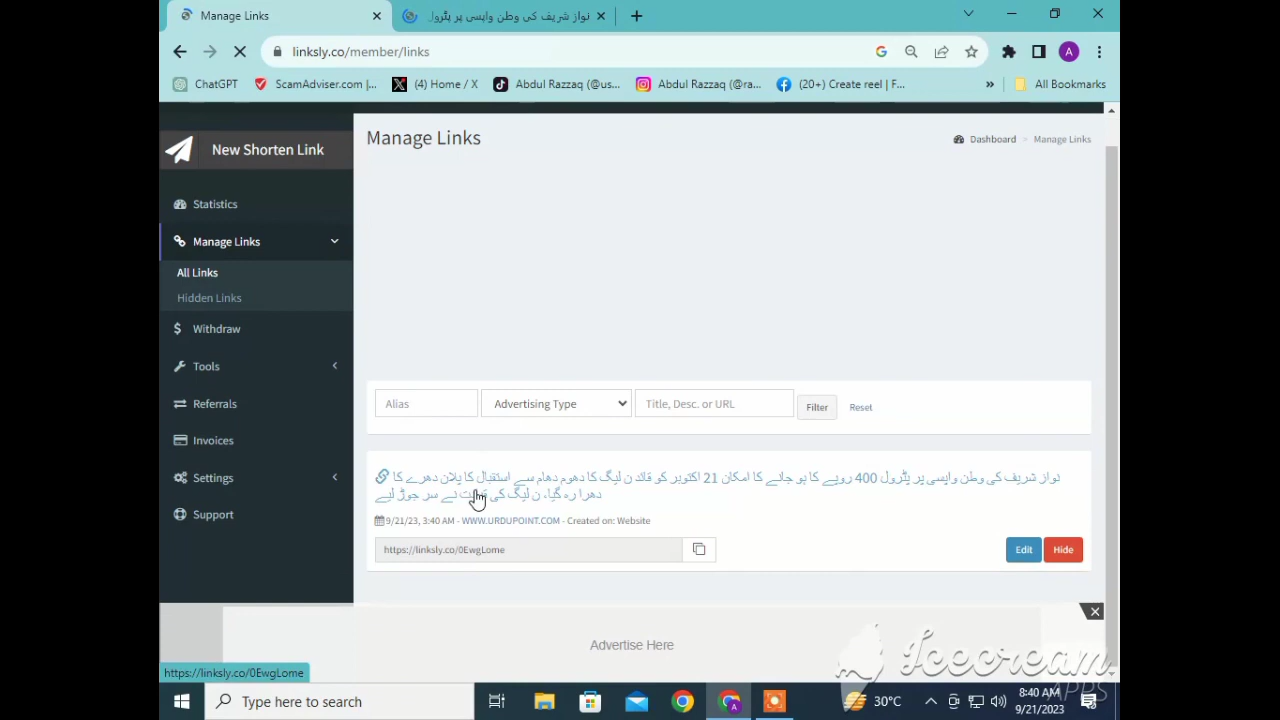 Manage Links
نواز شریف کی وطن واپسی پر پٹرول
linksly.co/member/links
ChatGPT
ScamAdviser.com |...
(4) Home / X
Abdul Razzaq (@us...
Abdul Razzaq (@ra...
(20+) Create reel | F...
»
All Bookmarks
New Shorten Link
Manage Links
Dashboard
Manage Links
Statistics
Manage Links
All Links
Hidden Links
Withdraw
Tools
Referrals
Invoices
Settings
Support
Alias
Advertising Type
Title, Desc. or URL
Filter
Reset
نواز شریف کی وطن واپسی پر پٹرول 400 روپے کا ہو جانے کا امکان 21 اکتوبر کو قائد ن لیگ کا دھوم دھام سے استقبال کا پلان دھرے کا
دھرا رہ گیا، ن لیگ کی نے سر جوڑ لیے
9/21/23, 3:40 AM - WWW.URDUPOINT.COM - Created on: Website
https://linksly.co/0EwgLome
Edit
Hide
Advertise Here
https://linksly.co/0EwgLome
Icecream
APPS
Type here to search
30°C
8:40 AM
9/21/2023
A
A